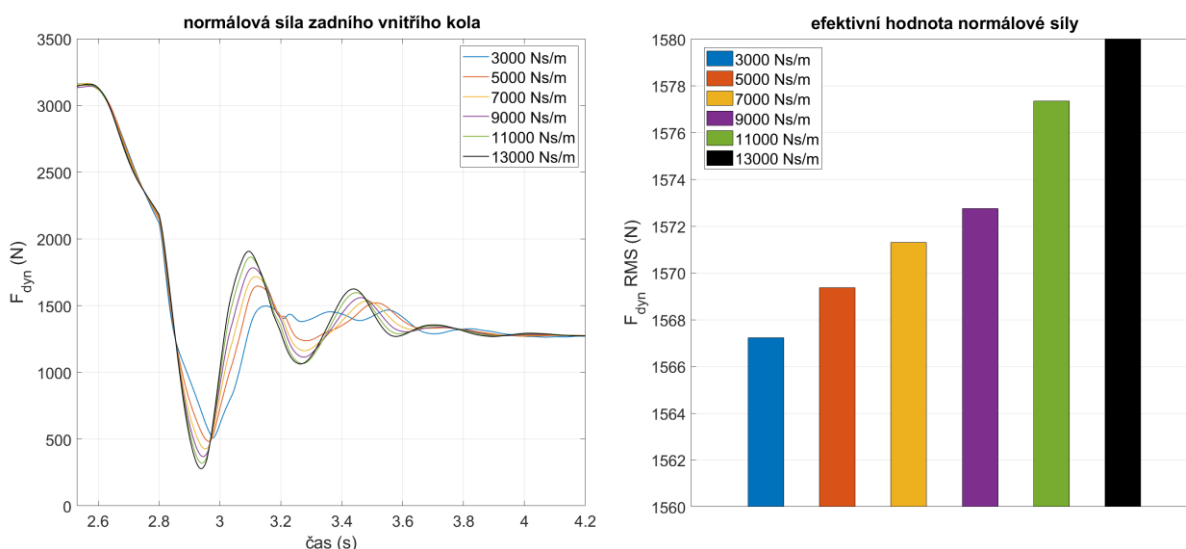 normálová síla zadního vnitřího kola
3500
3000
2500
2000
1500
1000
500
0
F_dyn (N)
2.6 2.8 3 3.2 3.4 3.6 3.8 4 4.2
čas (s)
3000 Ns/m
5000 Ns/m
7000 Ns/m
9000 Ns/m
11000 Ns/m
13000 Ns/m
efektivní hodnota normálové síly
1580
1578
1576
1574
1572
1570
1568
1566
1564
1562
1560
F_dyn RMS (N)
3000 Ns/m
5000 Ns/m
7000 Ns/m
9000 Ns/m
11000 Ns/m
13000 Ns/m